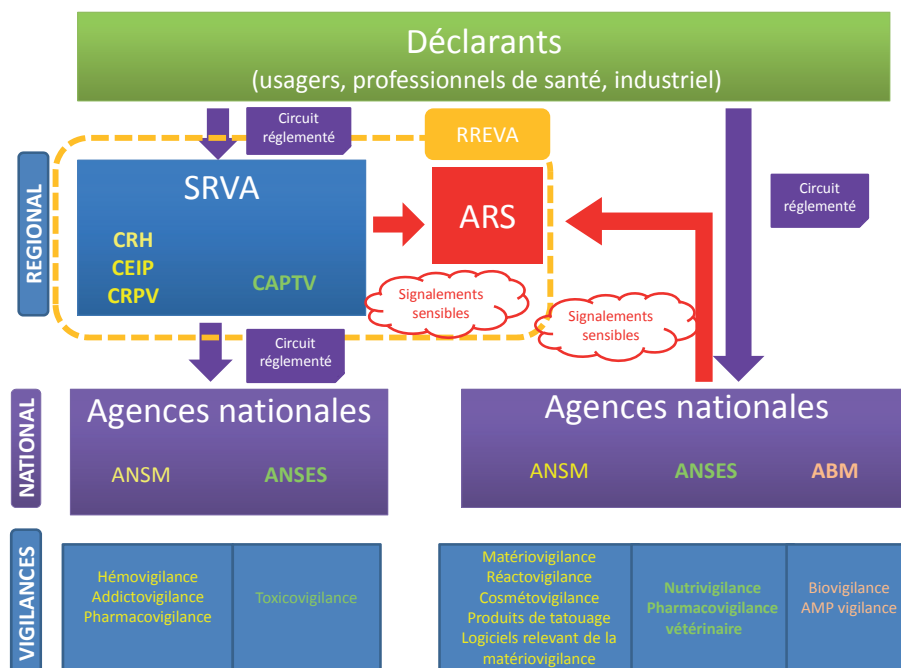 Déclarants
(usagers, professionnels de santé, industriel)
Circuit
réglementé
RREVA
REGIONAL
SRVA
CRH
CEIP
CRPV
CAPTV
ARS
Signalements
sensibles
Circuit
réglementé
Signalements
sensibles
Circuit
réglementé
NATIONAL
Agences nationales
ANSM
ANSES
Agences nationales
ANSM
ANSES
ABM
VIGILANCES
Hémovigilance
Addictovigilance
Pharmacovigilance
Toxicovigilance
Matériovigilance
Réactovigilance
Cosmétovigilance
Produits de tatouage
Logiciels relevant de la
matériovigilance
Nutrivigilance
Pharmacovigilance
vétérinaire
Biovigilance
AMP vigilance